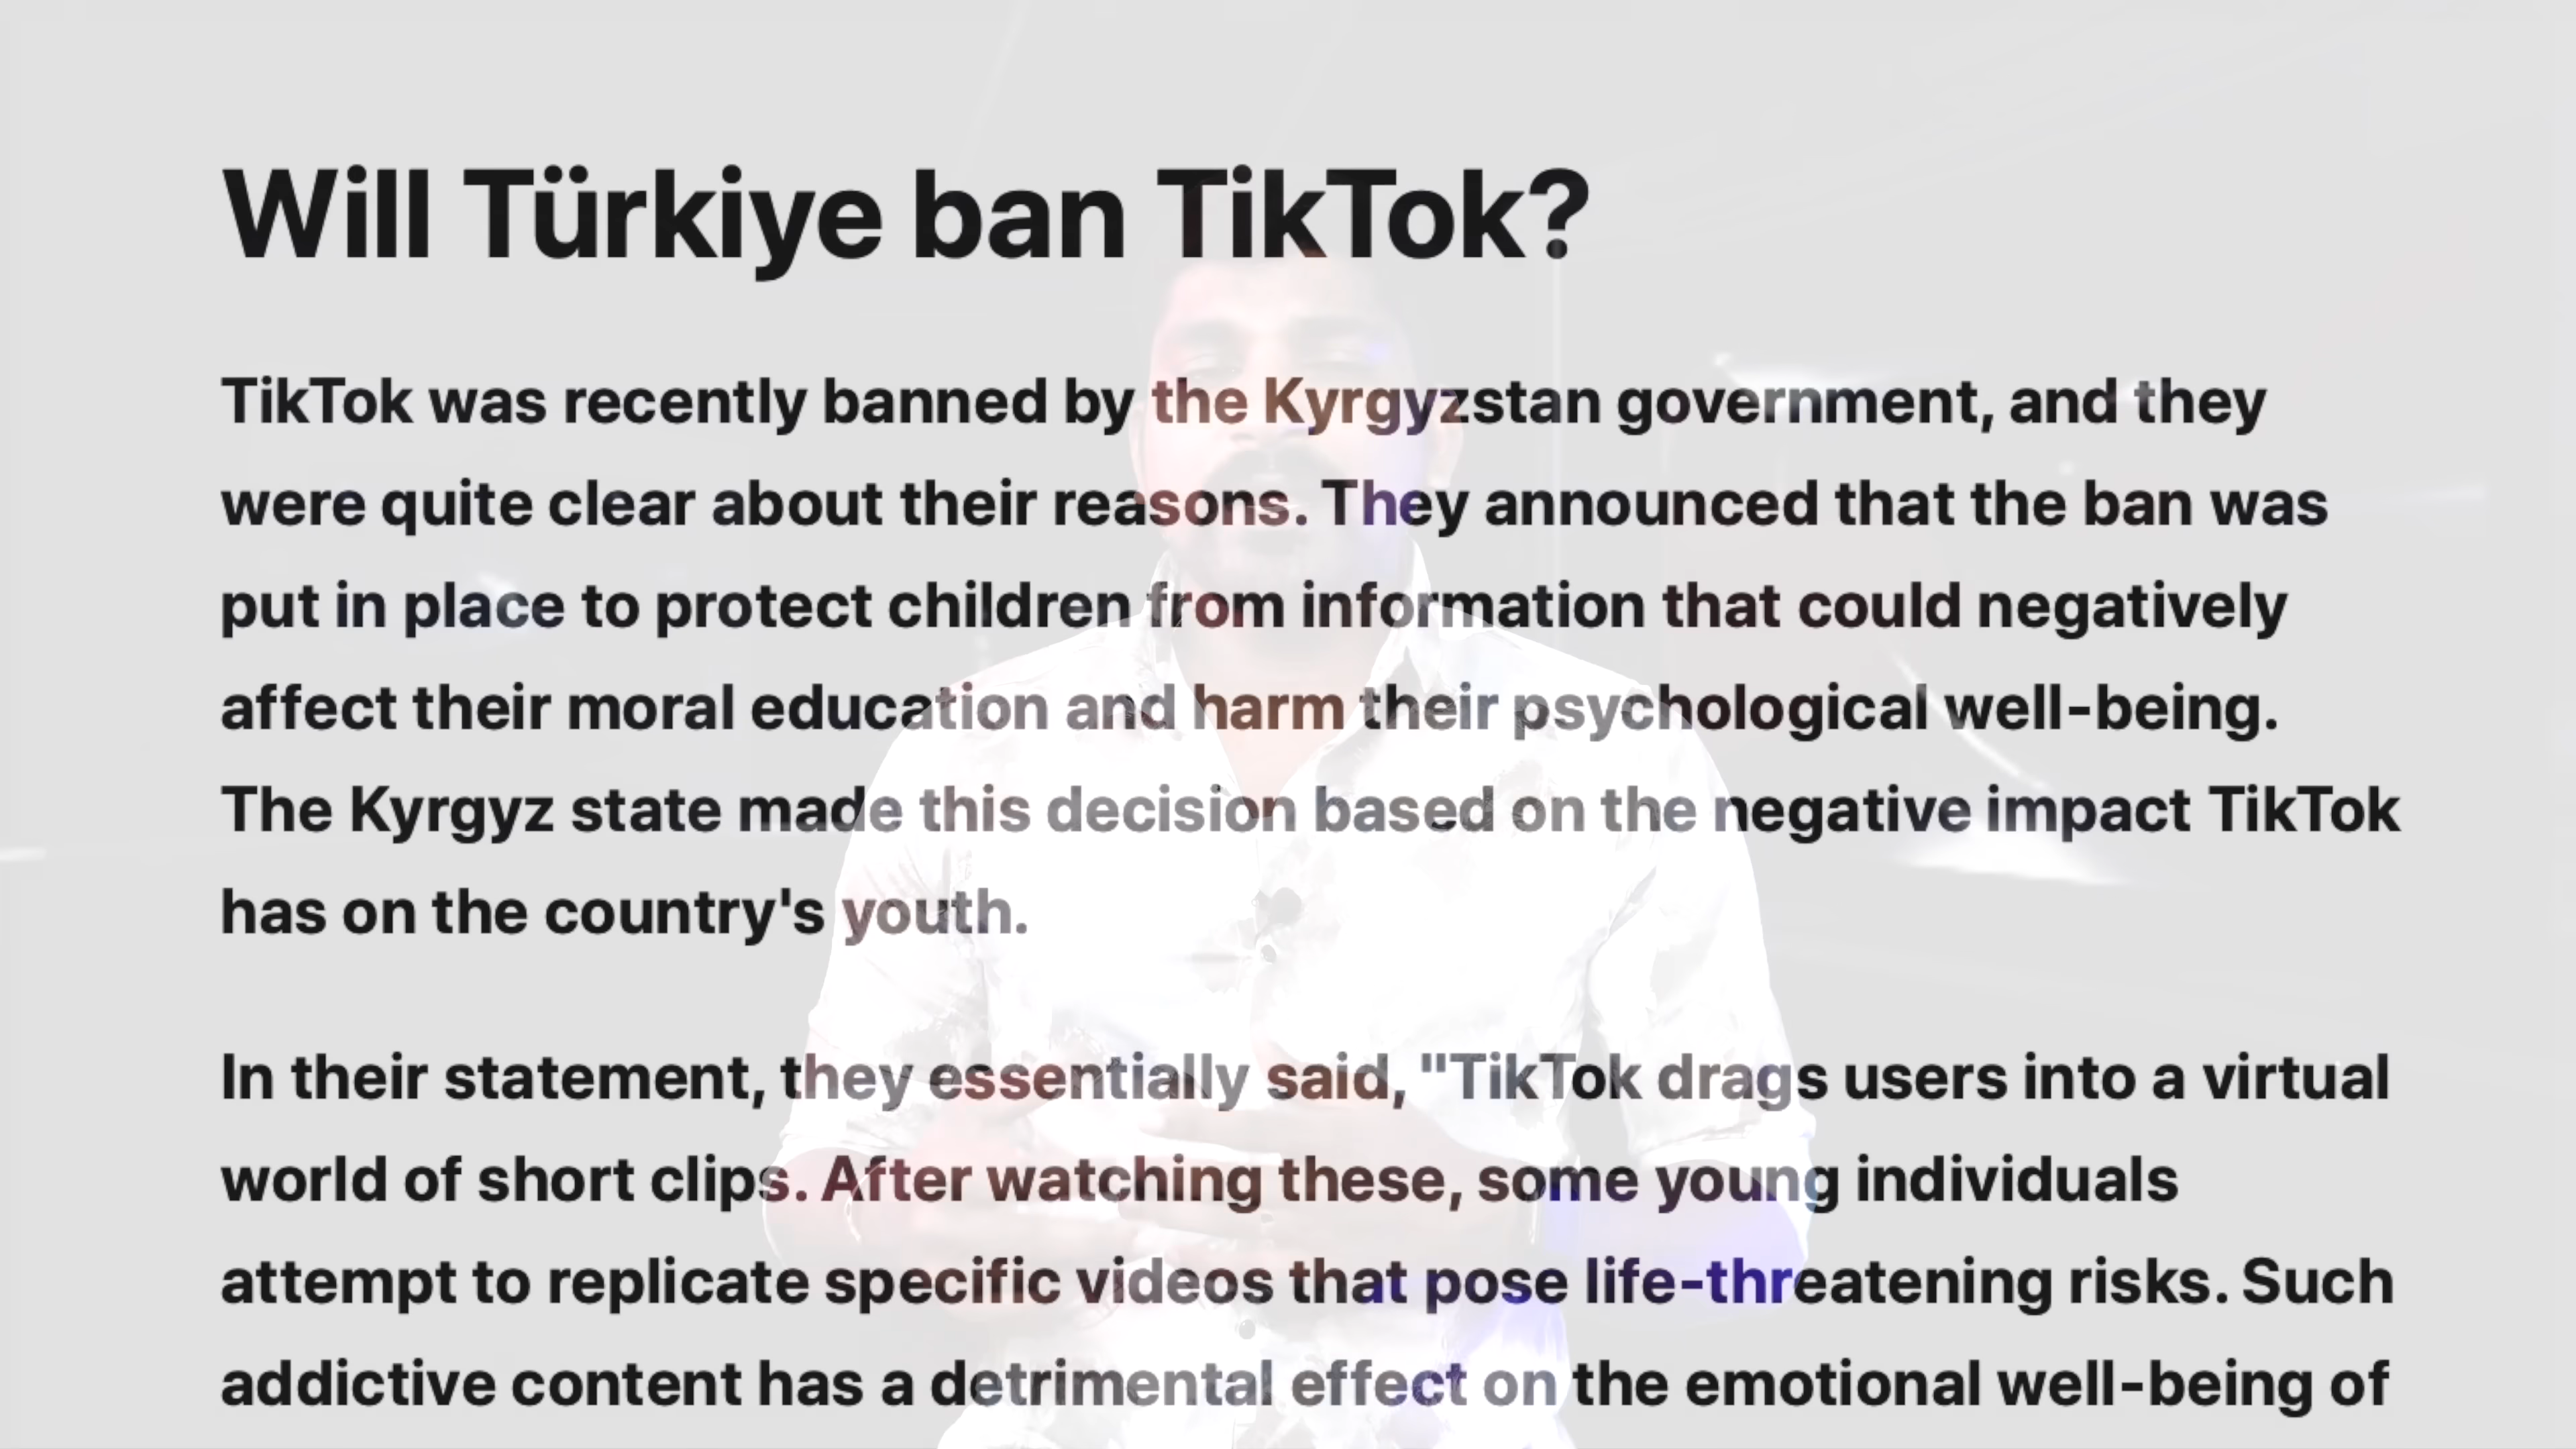 Will Türkiye ban TikTok?
TikTok was recently banned by the Kyrgyzstan government, and they
were quite clear about their reasons. They announced that the ban was
put in place to protect children from information that could negatively
affect their moral education and harm their psychological well-being.
The Kyrgyz state made this decision based on the negative impact TikTok
has on the country's youth.
In their statement, they essentially said, "TikTok drags users into a virtual
world of short clips. After watching these, some young individuals
attempt to replicate specific videos that pose life-threatening risks. Such
addictive content has a detrimental effect on the emotional well-being of